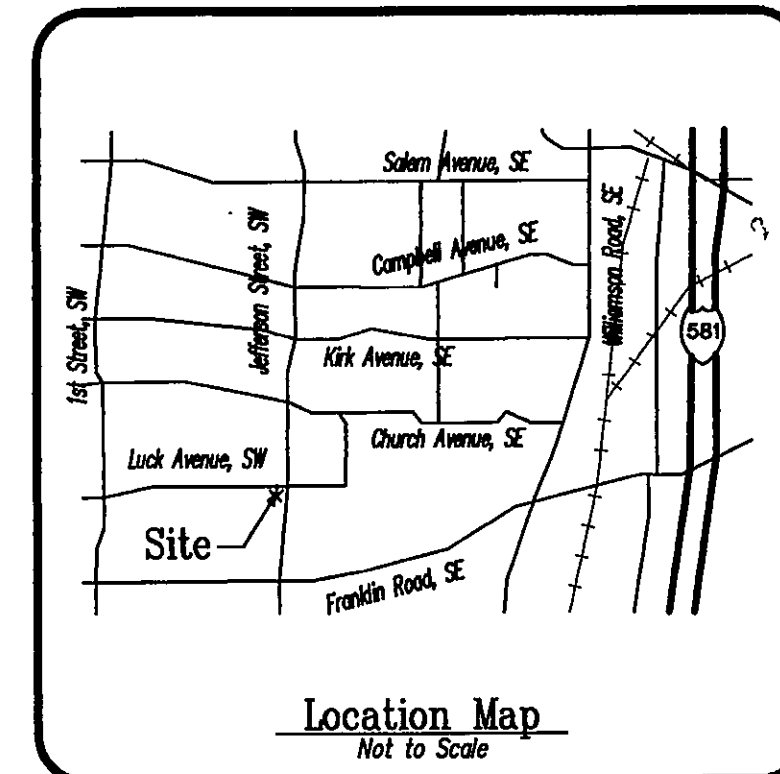 Salem Avenue, SE
Campbell Avenue, SE
Williamson Road, SE
Jefferson Street, SW
1st Street, SW
581
Kirk Avenue, SE
Church Avenue, SE
Luck Avenue, SW
Site
Franklin Road, SE
Location Map
Not to Scale